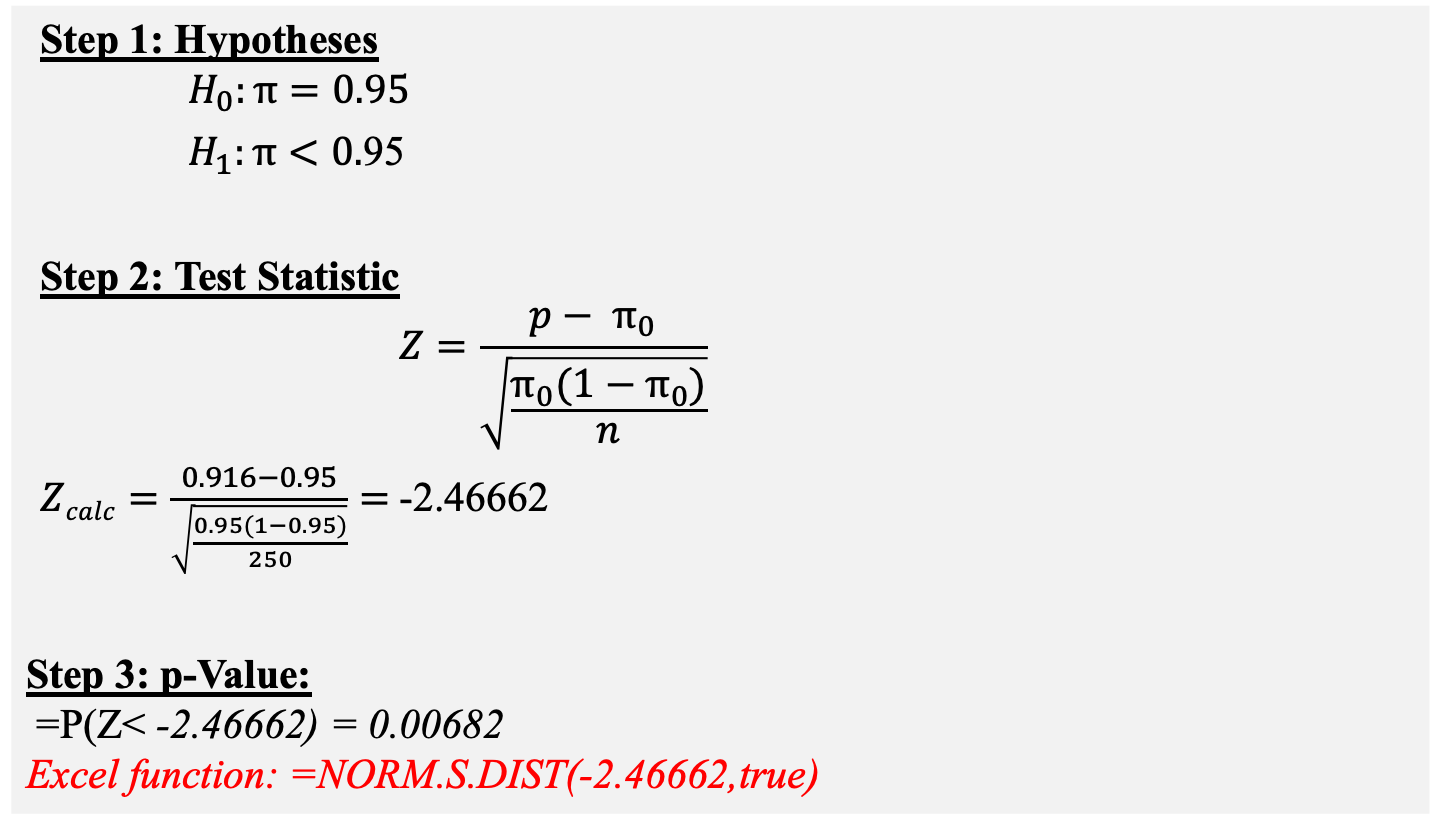 Step 1: Hypotheses
H₀: π = 0.95
H₁: π < 0.95
Step 2: Test Statistic
Z = (p − π₀) / √(π₀(1 − π₀) / n)
Z_calc = (0.916−0.95) / √(0.95(1−0.95) / 250) = -2.46662
Step 3: p-Value:
=P(Z< -2.46662) = 0.00682
Excel function: =NORM.S.DIST(-2.46662,true)